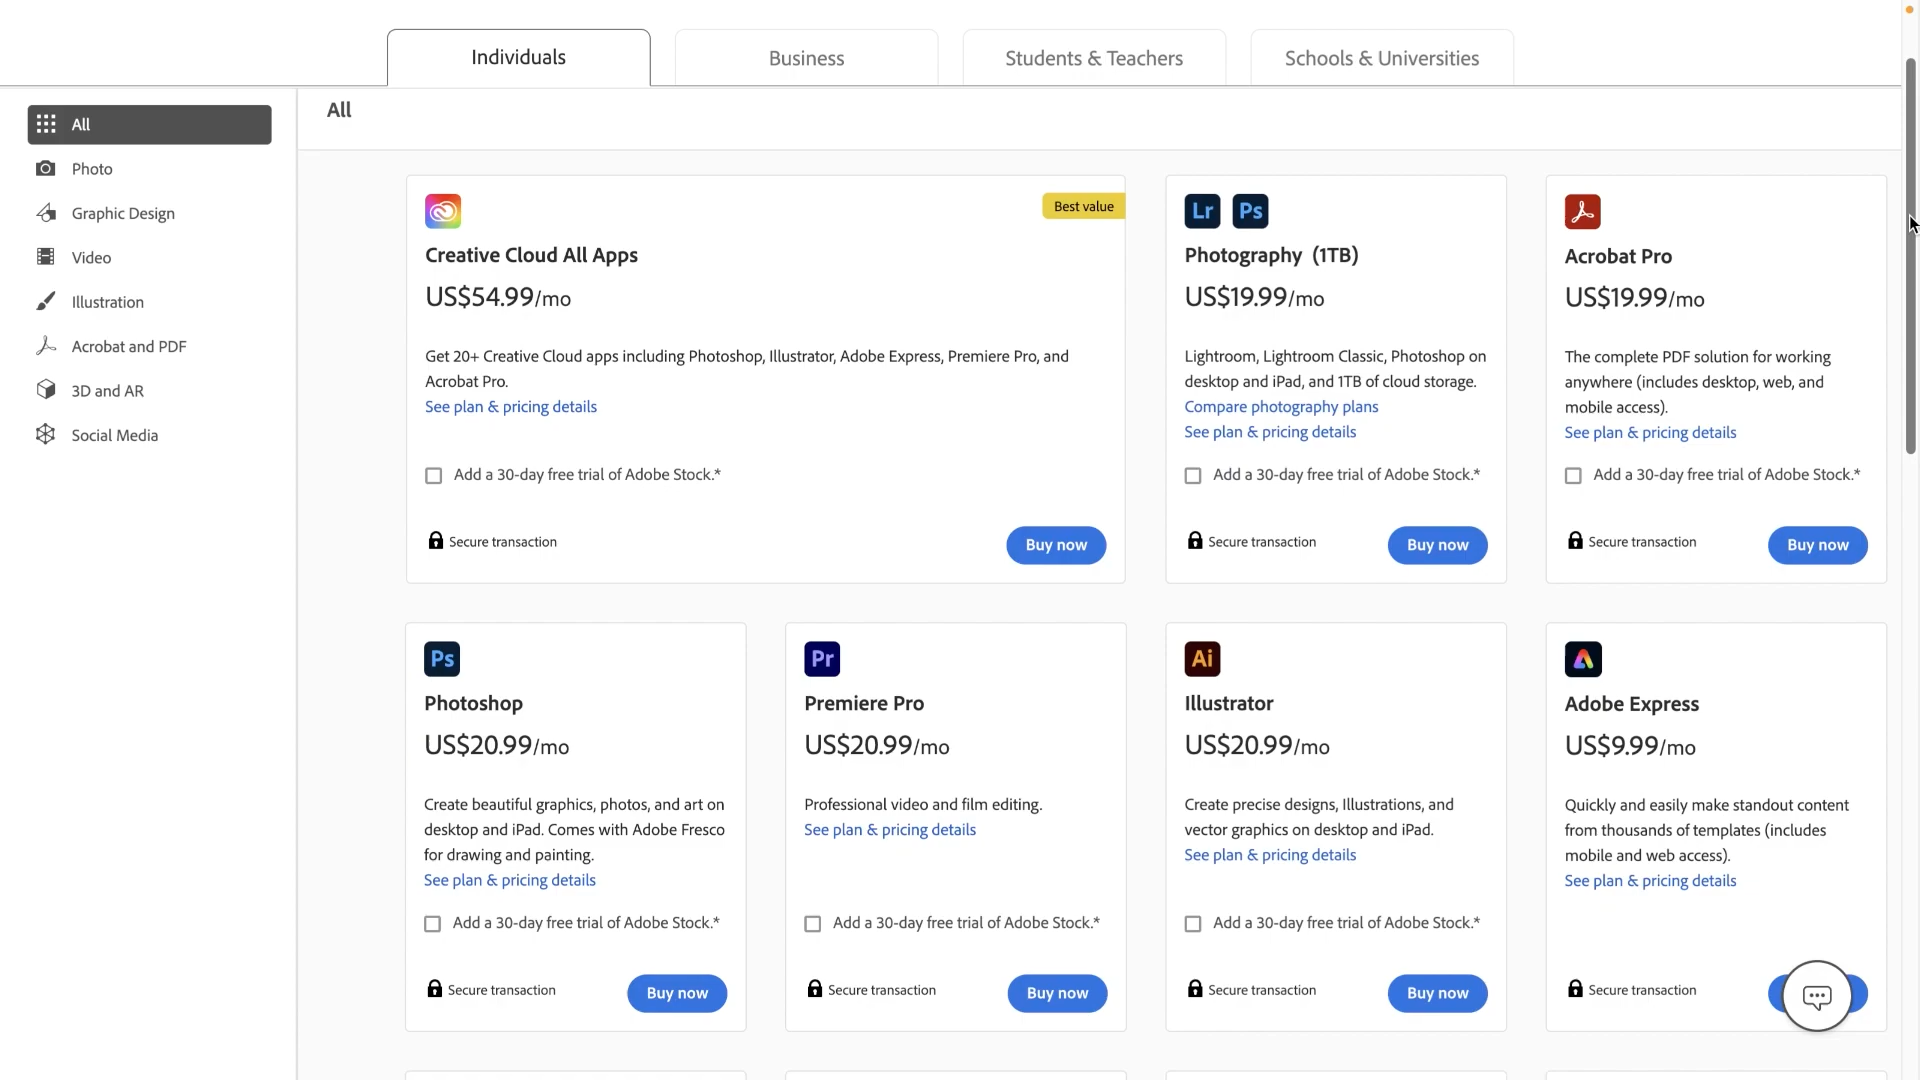 Individuals
Business
Students & Teachers
Schools & Universities
All
Photo
Graphic Design
Video
Illustration
Acrobat and PDF
3D and AR
Social Media
All
Best value
Creative Cloud All Apps
US$54.99/mo
Get 20+ Creative Cloud apps including Photoshop, Illustrator, Adobe Express, Premiere Pro, and
Acrobat Pro.
See plan & pricing details
Add a 30-day free trial of Adobe Stock.*
Secure transaction
Buy now
Lr Ps
Photography (1TB)
US$19.99/mo
Lightroom, Lightroom Classic, Photoshop on
desktop and iPad, and 1TB of cloud storage.
Compare photography plans
See plan & pricing details
Add a 30-day free trial of Adobe Stock.*
Secure transaction
Buy now
Acrobat Pro
US$19.99/mo
The complete PDF solution for working
anywhere (includes desktop, web, and
mobile access).
See plan & pricing details
Add a 30-day free trial of Adobe Stock.*
Secure transaction
Buy now
Ps
Photoshop
US$20.99/mo
Create beautiful graphics, photos, and art on
desktop and iPad. Comes with Adobe Fresco
for drawing and painting.
See plan & pricing details
Add a 30-day free trial of Adobe Stock.*
Secure transaction
Buy now
Pr
Premiere Pro
US$20.99/mo
Professional video and film editing.
See plan & pricing details
Add a 30-day free trial of Adobe Stock.*
Secure transaction
Buy now
Ai
Illustrator
US$20.99/mo
Create precise designs, Illustrations, and
vector graphics on desktop and iPad.
See plan & pricing details
Add a 30-day free trial of Adobe Stock.*
Secure transaction
Buy now
Adobe Express
US$9.99/mo
Quickly and easily make standout content
from thousands of templates (includes
mobile and web access).
See plan & pricing details
Secure transaction